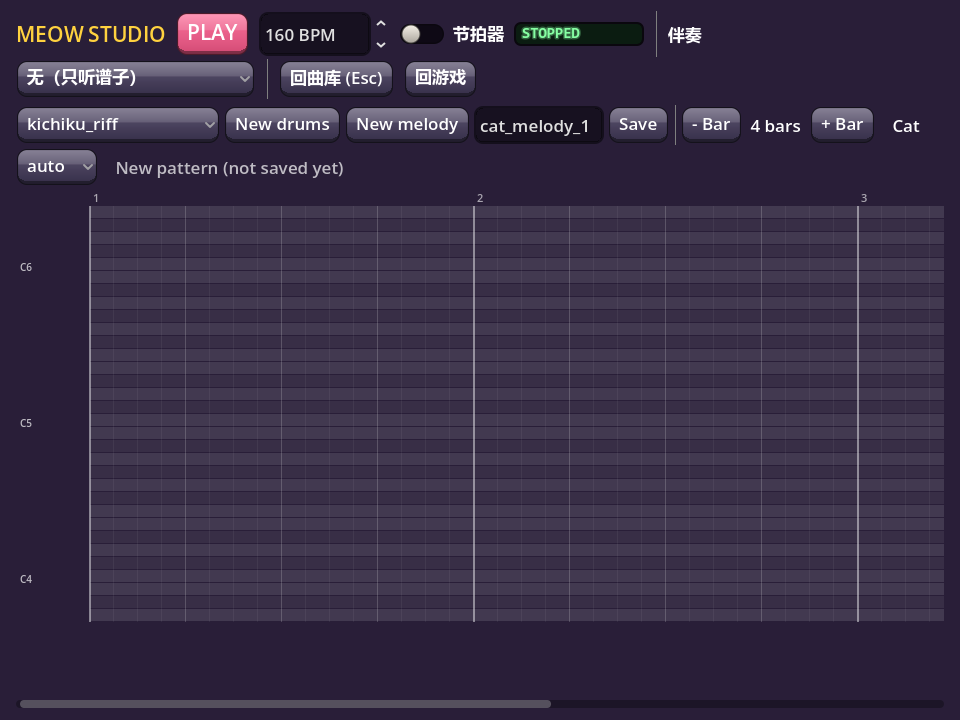 MEOW STUDIO PLAY 160 BPM 节拍器 STOPPED 伴奏
无（只听谱子） 回曲库 (Esc) 回游戏
kichiku_riff New drums New melody cat_melody_1 Save - Bar 4 bars + Bar Cat
auto New pattern (not saved yet)
1 2 3
C6
C5
C4